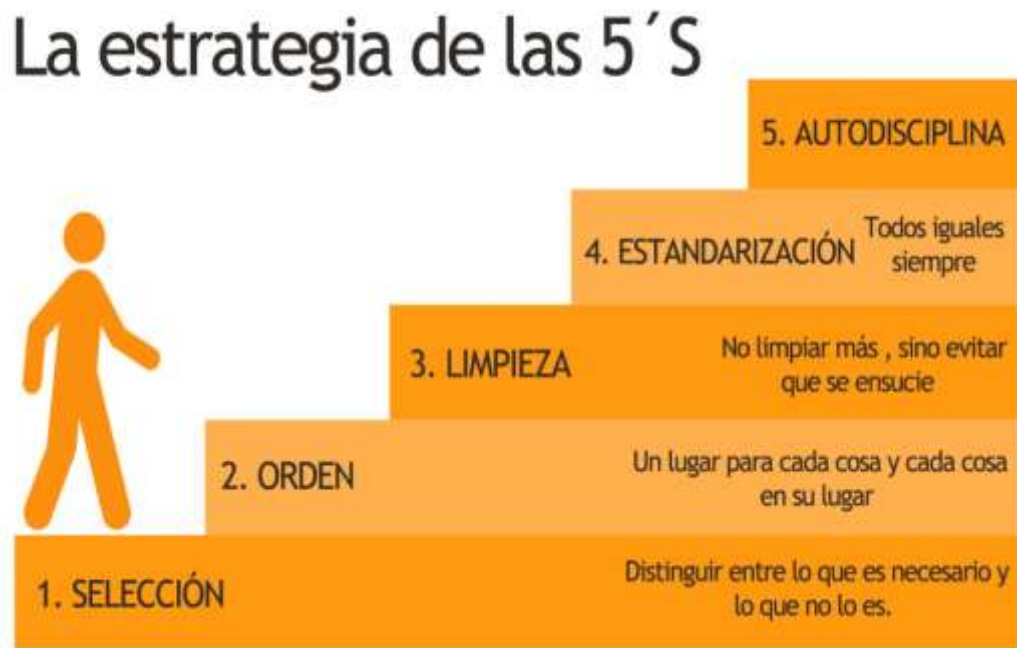 La estrategia de las 5´S
5. AUTODISCIPLINA
4. ESTANDARIZACIÓN
Todos iguales
siempre
3. LIMPIEZA
No limpiar más , sino evitar
que se ensucie
2. ORDEN
Un lugar para cada cosa y cada cosa
en su lugar
1. SELECCIÓN
Distinguir entre lo que es necesario y
lo que no lo es.